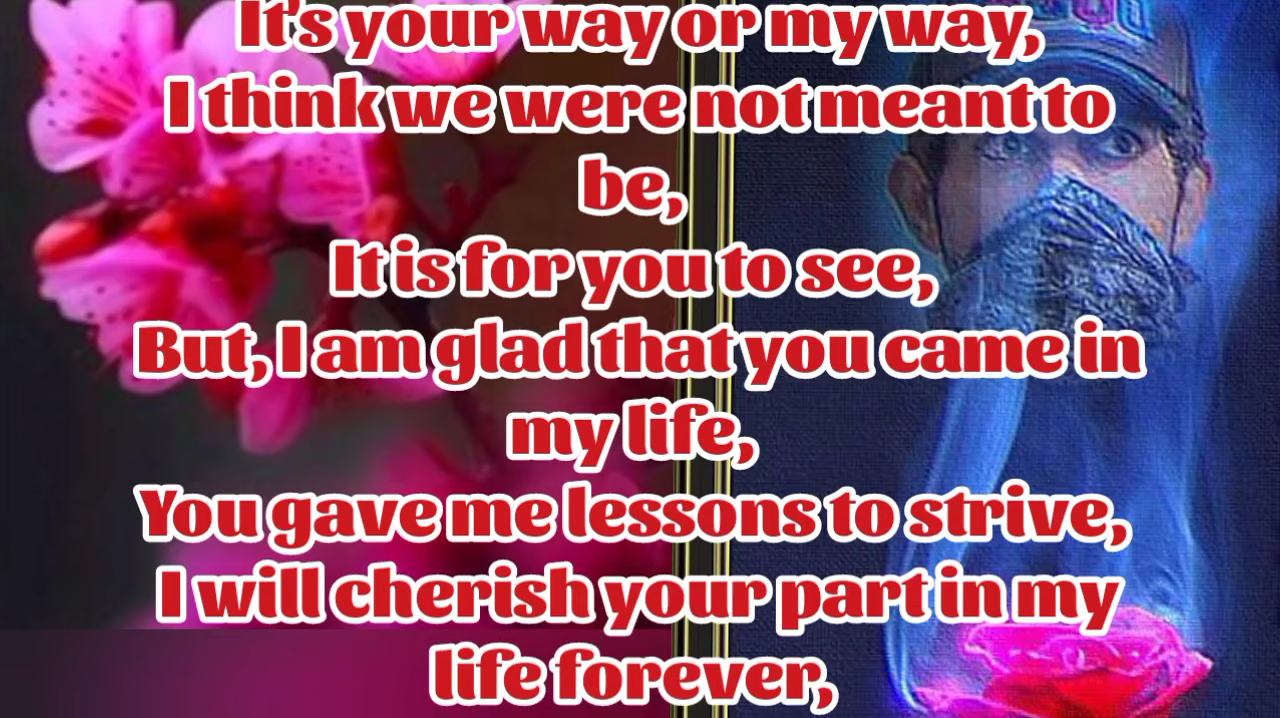 It's your way or my way,
I think we were not meant to
be,
It is for you to see,
But, I am glad that you came in
my life,
You gave me lessons to strive,
I will cherish your part in my
life forever,